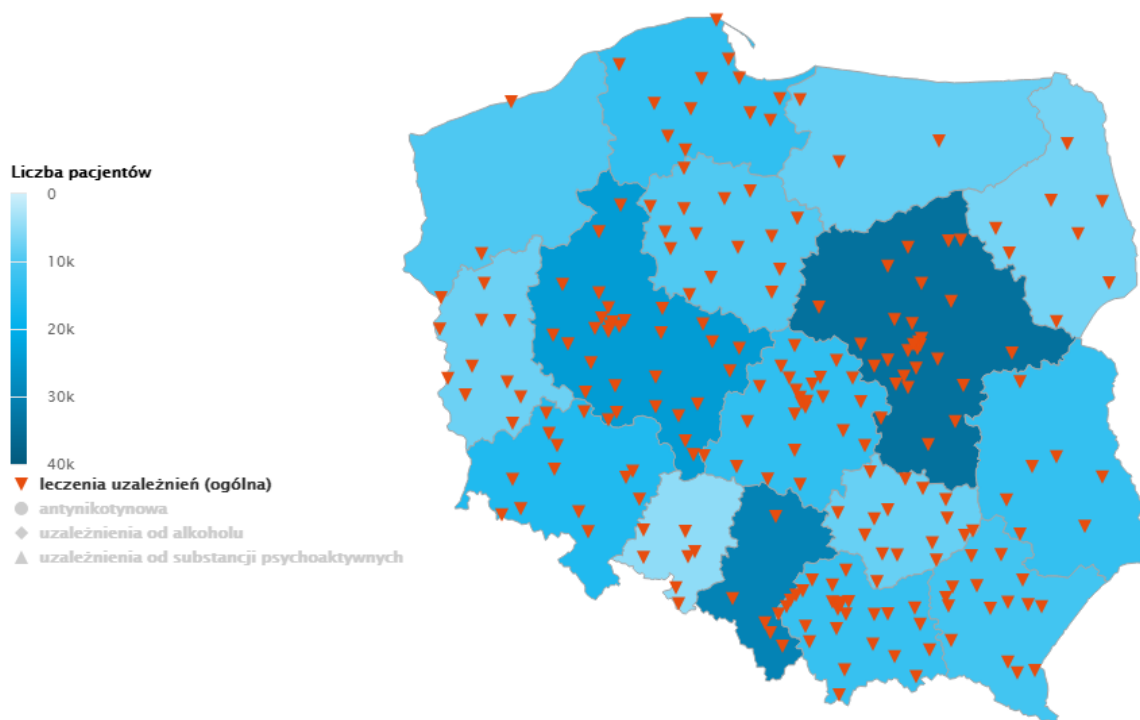 Liczba pacjentów
0
10k
20k
30k
40k
leczenia uzależnień (ogólna)
antynikotynowa
uzależnienia od alkoholu
uzależnienia od substancji psychoaktywnych